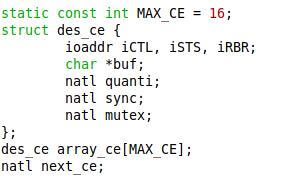 static const int MAX_CE = 16;
struct des_ce {
        ioaddr iCTL, iSTS, iRBR;
        char *buf;
        natl quanti;
        natl sync;
        natl mutex;
};
des_ce array_ce[MAX_CE];
natl next_ce;